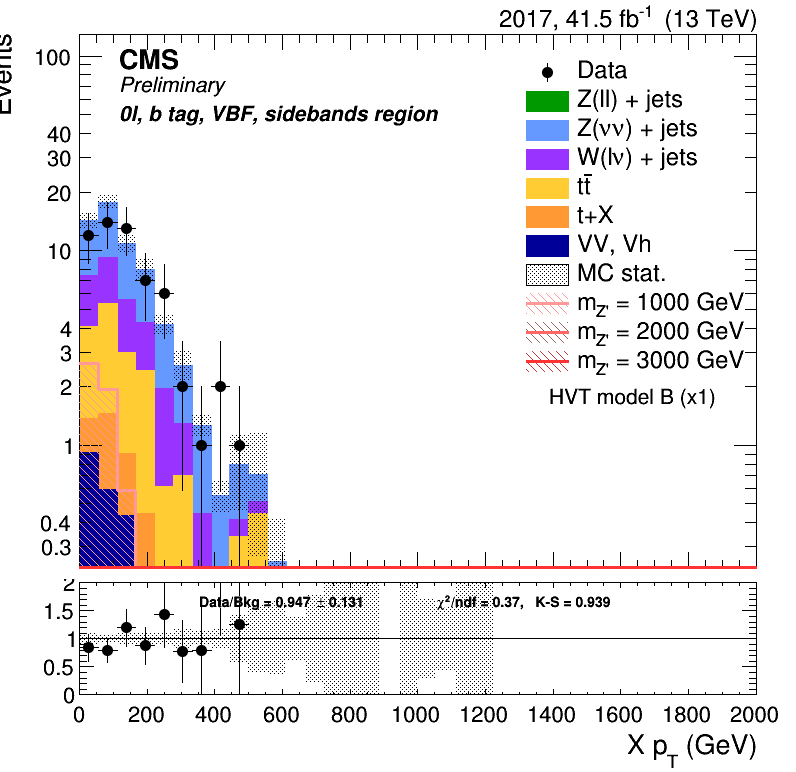 2017, 41.5 fb⁻¹ (13 TeV)
Events
CMS
Preliminary
0l, b tag, VBF, sidebands region
Data
Z(ll) + jets
Z(νν) + jets
W(lν) + jets
tt̄
t+X
VV, Vh
MC stat.
m_Z' = 1000 GeV
m_Z' = 2000 GeV
m_Z' = 3000 GeV
HVT model B (x1)
100
40
30
20
10
4
3
2
1
0.4
0.3
Data/Bkg = 0.947 ± 0.131
χ²/ndf = 0.37, K-S = 0.939
2
1.5
1
0.5
0
0 200 400 600 800 1000 1200 1400 1600 1800 2000
X p_T (GeV)